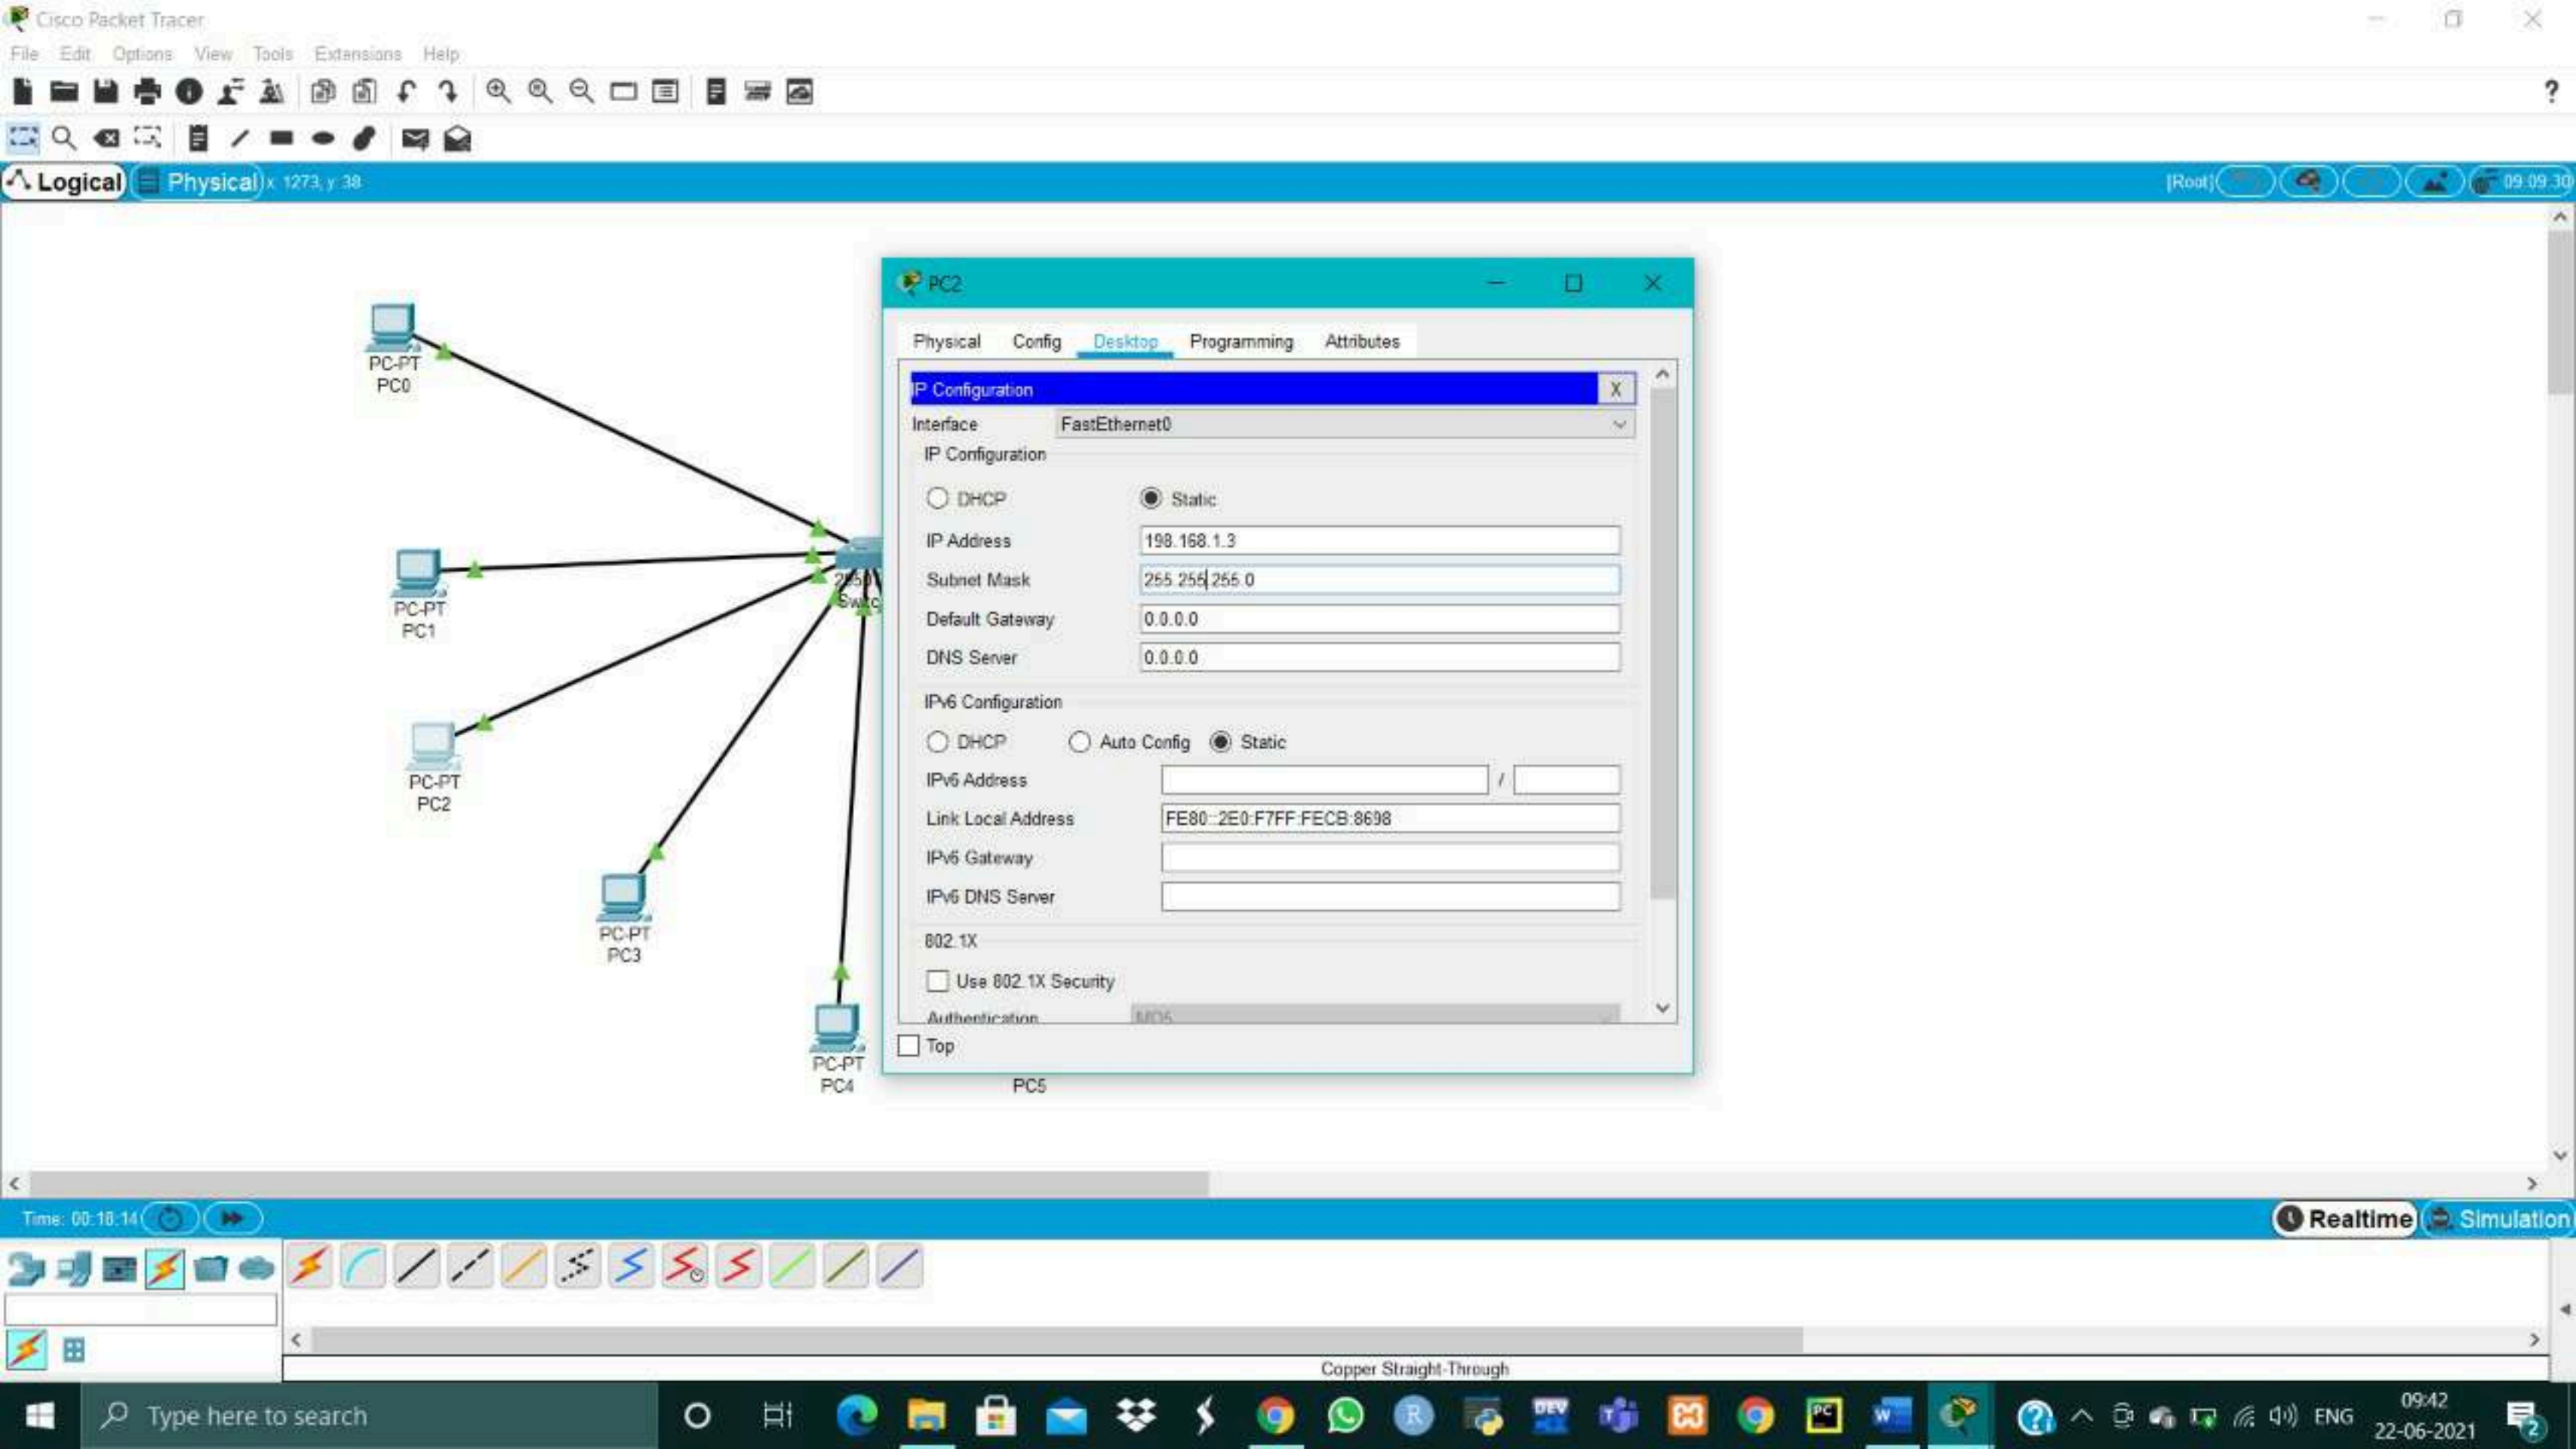 Cisco Packet Tracer
File Edit Options View Tools Extensions Help
?
Logical Physical x: 1273, y: 38 [Root] 09:09:30
PC-PT
PC0
PC-PT
PC1
PC-PT
PC2
PC-PT
PC3
PC-PT
PC4
PC5
PC2
Physical Config Desktop Programming Attributes
IP Configuration X
Interface FastEthernet0
IP Configuration
DHCP Static
IP Address 198.168.1.3
Subnet Mask 255.255.255.0
Default Gateway 0.0.0.0
DNS Server 0.0.0.0
IPv6 Configuration
DHCP Auto Config Static
IPv6 Address /
Link Local Address FE80::2E0:F7FF:FECB:8698
IPv6 Gateway
IPv6 DNS Server
802.1X
Use 802.1X Security
Authentication MD5
Top
Time: 00:18:14 Realtime Simulation
Copper Straight-Through
Type here to search
DEV
PC
W
ENG
09:42
22-06-2021
2